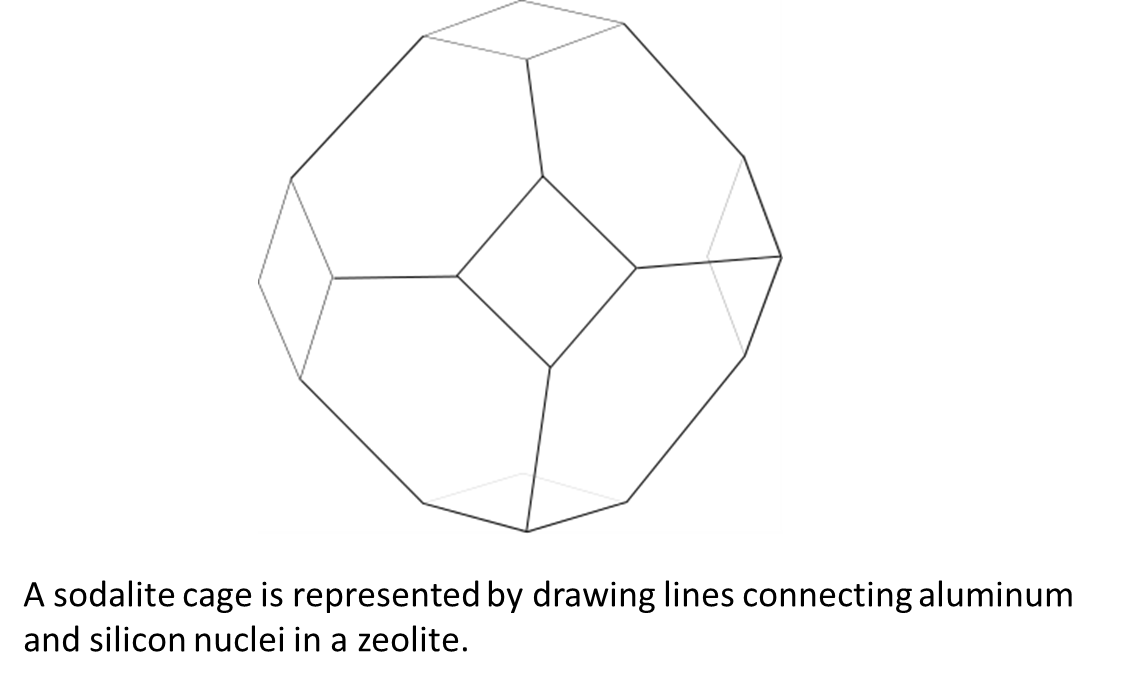 A sodalite cage is represented by drawing lines connecting aluminum
and silicon nuclei in a zeolite.